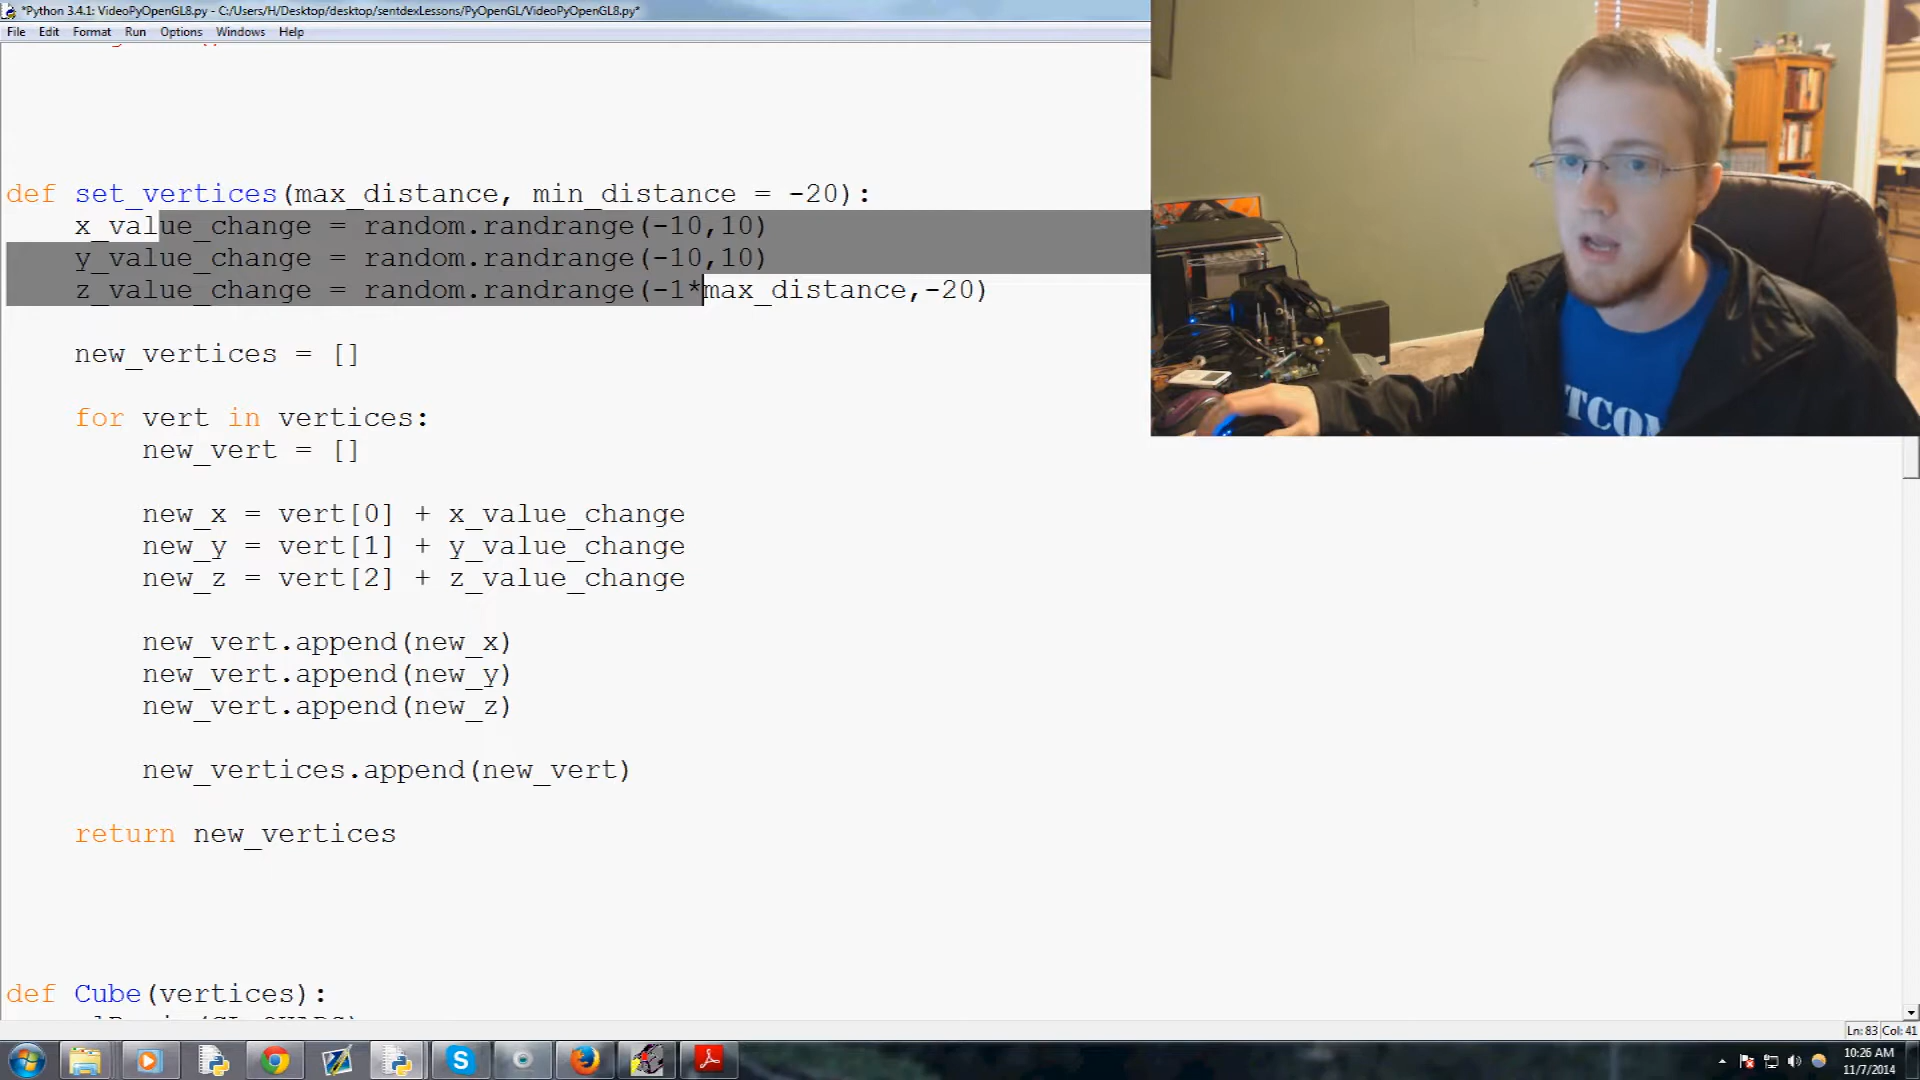 *Python 3.4.1: VideoPyOpenGL8.py - C:/Users/H/Desktop/desktop/sentdexLessons/PyOpenGL/VideoPyOpenGL8.py*
File Edit Format Run Options Windows Help
def set_vertices(max_distance, min_distance = -20):
x_value_change = random.randrange(-10,10)
y_value_change = random.randrange(-10,10)
z_value_change = random.randrange(-1*max_distance,-20)
new_vertices = []
for vert in vertices:
new_vert = []
new_x = vert[0] + x_value_change
new_y = vert[1] + y_value_change
new_z = vert[2] + z_value_change
new_vert.append(new_x)
new_vert.append(new_y)
new_vert.append(new_z)
new_vertices.append(new_vert)
return new_vertices
def Cube(vertices):
Ln: 83 Col: 41
10:26 AM
11/7/2014